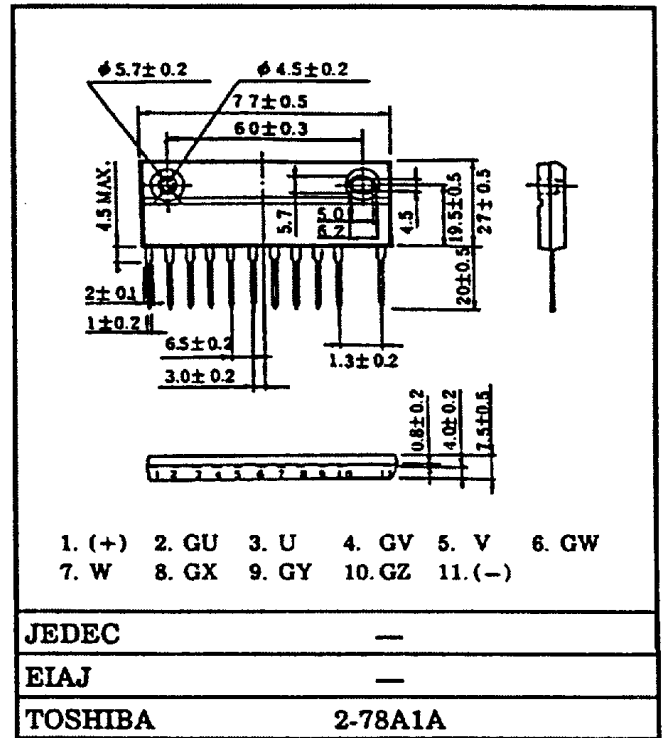 ϕ5.7±0.2 ϕ4.5±0.2
77±0.5
60±0.3
4.5 MAX.
5.7
5.0
6.2
4.5
19.5±0.5
27±0.5
20±0.5
2±0.1
1±0.2
6.5±0.2
3.0±0.2
1.3±0.2
0.8±0.2
4.0±0.2
7.5±0.5
1 2 3 4 5 6 7 8 9 10 11
1. (+) 2. GU 3. U 4. GV 5. V 6. GW
7. W 8. GX 9. GY 10. GZ 11. (−)
JEDEC —
EIAJ —
TOSHIBA 2-78A1A